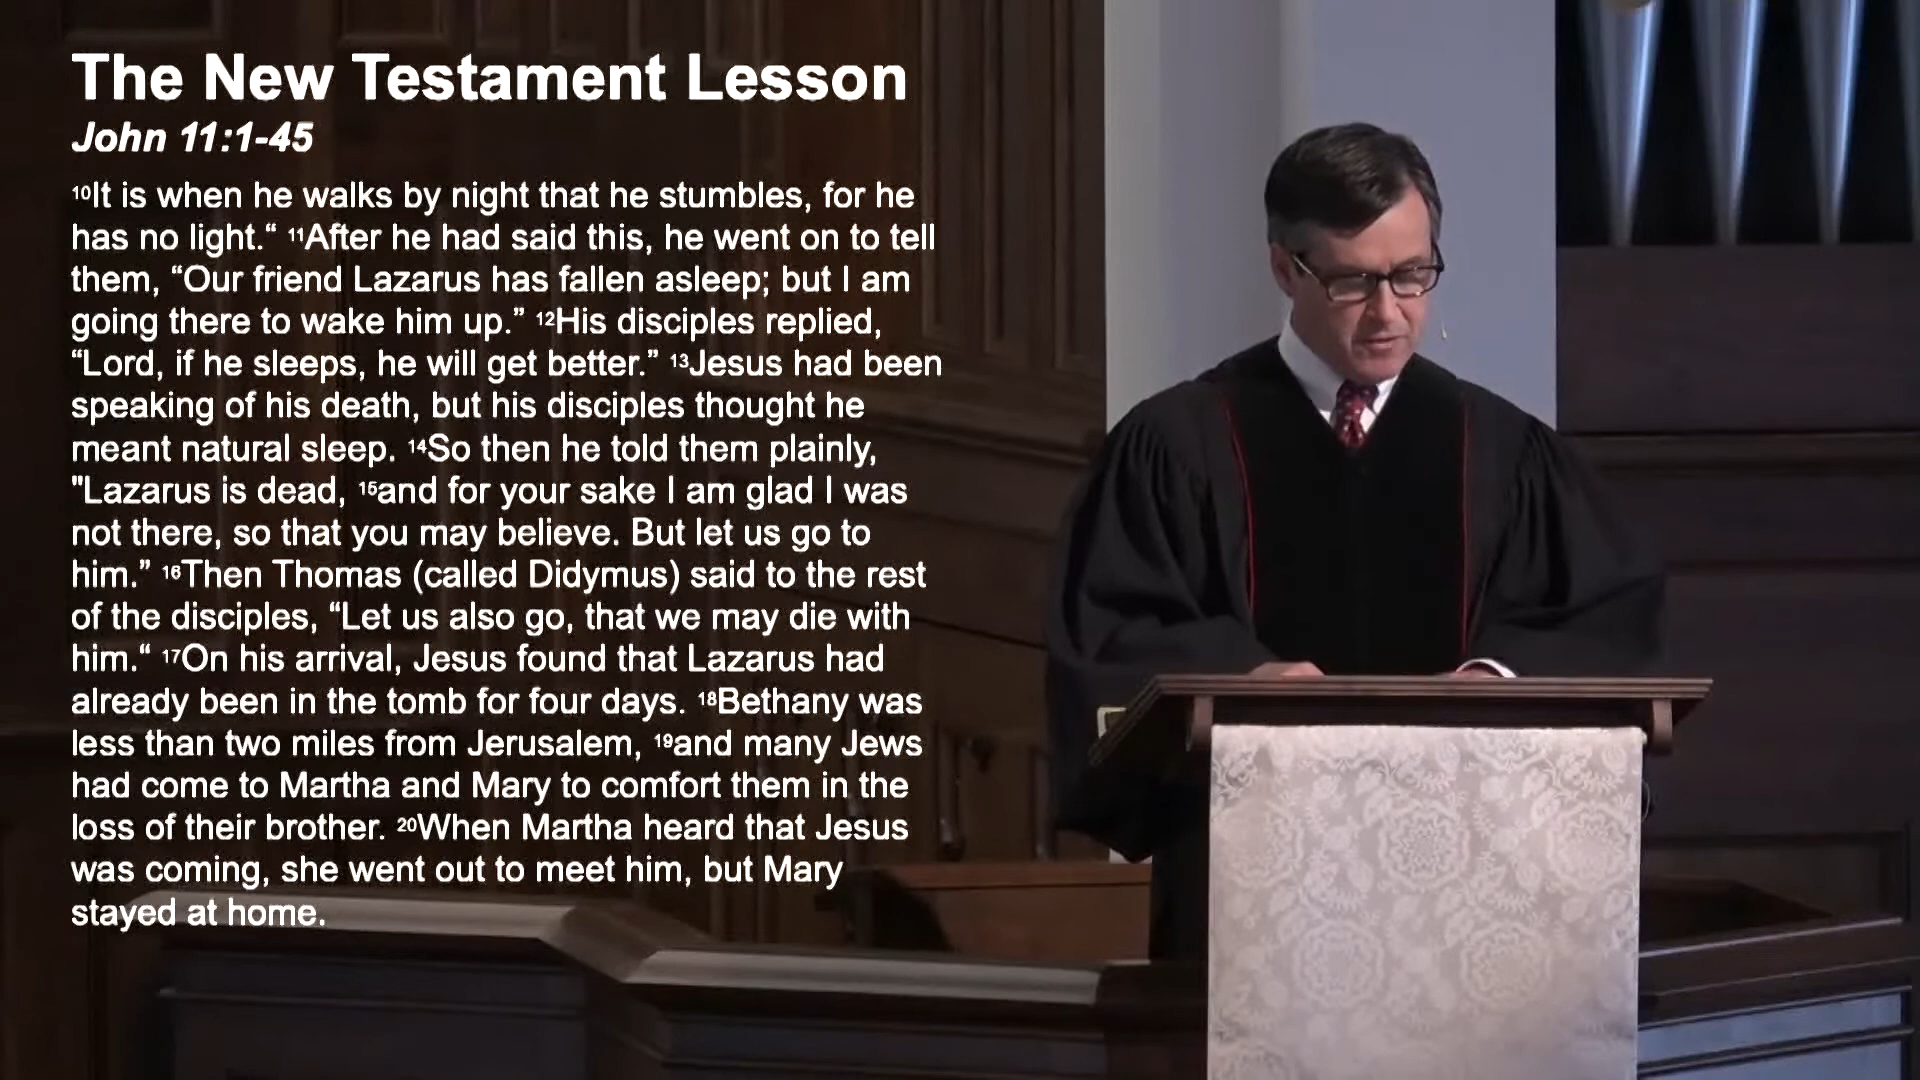 The New Testament Lesson
John 11:1-45
¹⁰It is when he walks by night that he stumbles, for he
has no light.“ ¹¹After he had said this, he went on to tell
them, “Our friend Lazarus has fallen asleep; but I am
going there to wake him up.” ¹²His disciples replied,
“Lord, if he sleeps, he will get better.” ¹³Jesus had been
speaking of his death, but his disciples thought he
meant natural sleep. ¹⁴So then he told them plainly,
"Lazarus is dead, ¹⁵and for your sake I am glad I was
not there, so that you may believe. But let us go to
him.” ¹⁶Then Thomas (called Didymus) said to the rest
of the disciples, “Let us also go, that we may die with
him.“ ¹⁷On his arrival, Jesus found that Lazarus had
already been in the tomb for four days. ¹⁸Bethany was
less than two miles from Jerusalem, ¹⁹and many Jews
had come to Martha and Mary to comfort them in the
loss of their brother. ²⁰When Martha heard that Jesus
was coming, she went out to meet him, but Mary
stayed at home.